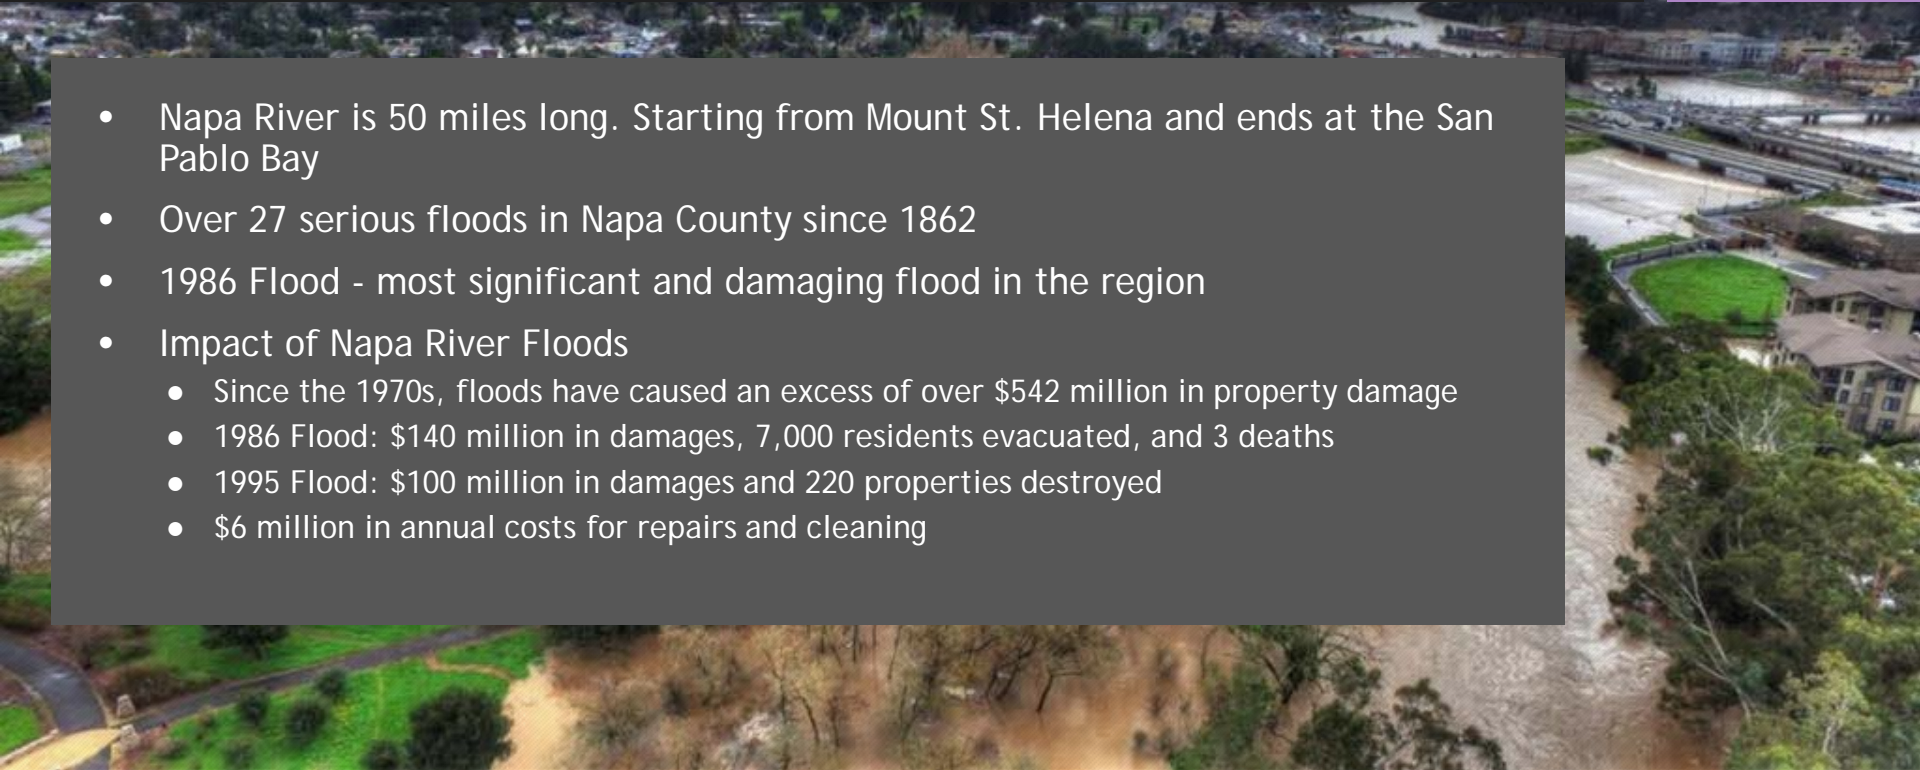 • Napa River is 50 miles long. Starting from Mount St. Helena and ends at the San
Pablo Bay
• Over 27 serious floods in Napa County since 1862
• 1986 Flood - most significant and damaging flood in the region
• Impact of Napa River Floods
● Since the 1970s, floods have caused an excess of over $542 million in property damage
● 1986 Flood: $140 million in damages, 7,000 residents evacuated, and 3 deaths
● 1995 Flood: $100 million in damages and 220 properties destroyed
● $6 million in annual costs for repairs and cleaning